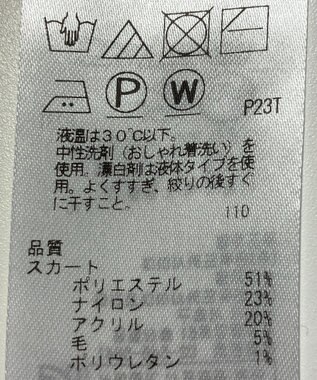 P W P23T
液温は30℃以下。
中性洗剤（おしゃれ着洗い）を
使用。漂白剤は液体タイプを使
用。よくすすぎ、絞りの後すぐ
に干すこと。
110
品質
スカート
ポリエステル 51%
ナイロン 23%
アクリル 20%
毛 5%
ポリウレタン 1%